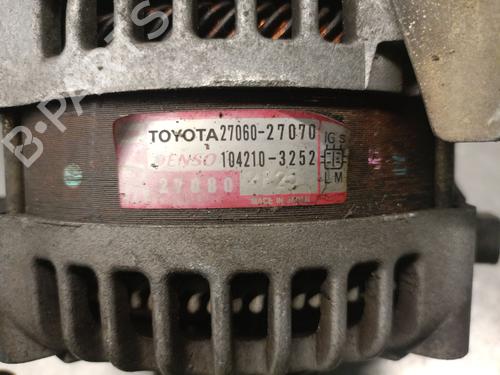 B-PARTS
TOYOTA 27060-27070 IG S
DENSO 104210-3252 B
L M
MADE IN JAPAN